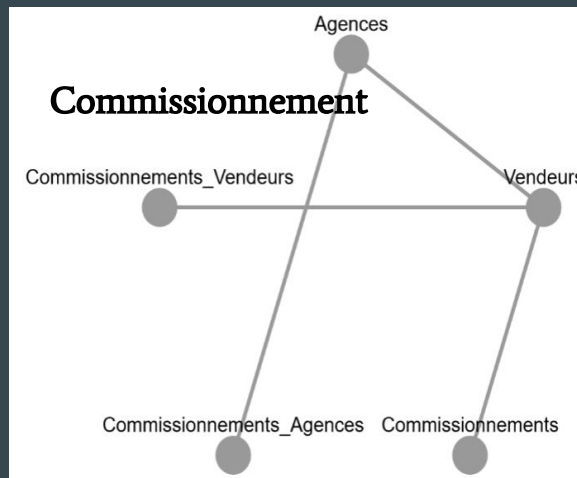 Agences
Commissionnement
Commissionnements_Vendeurs
Vendeurs
Commissionnements_Agences
Commissionnements